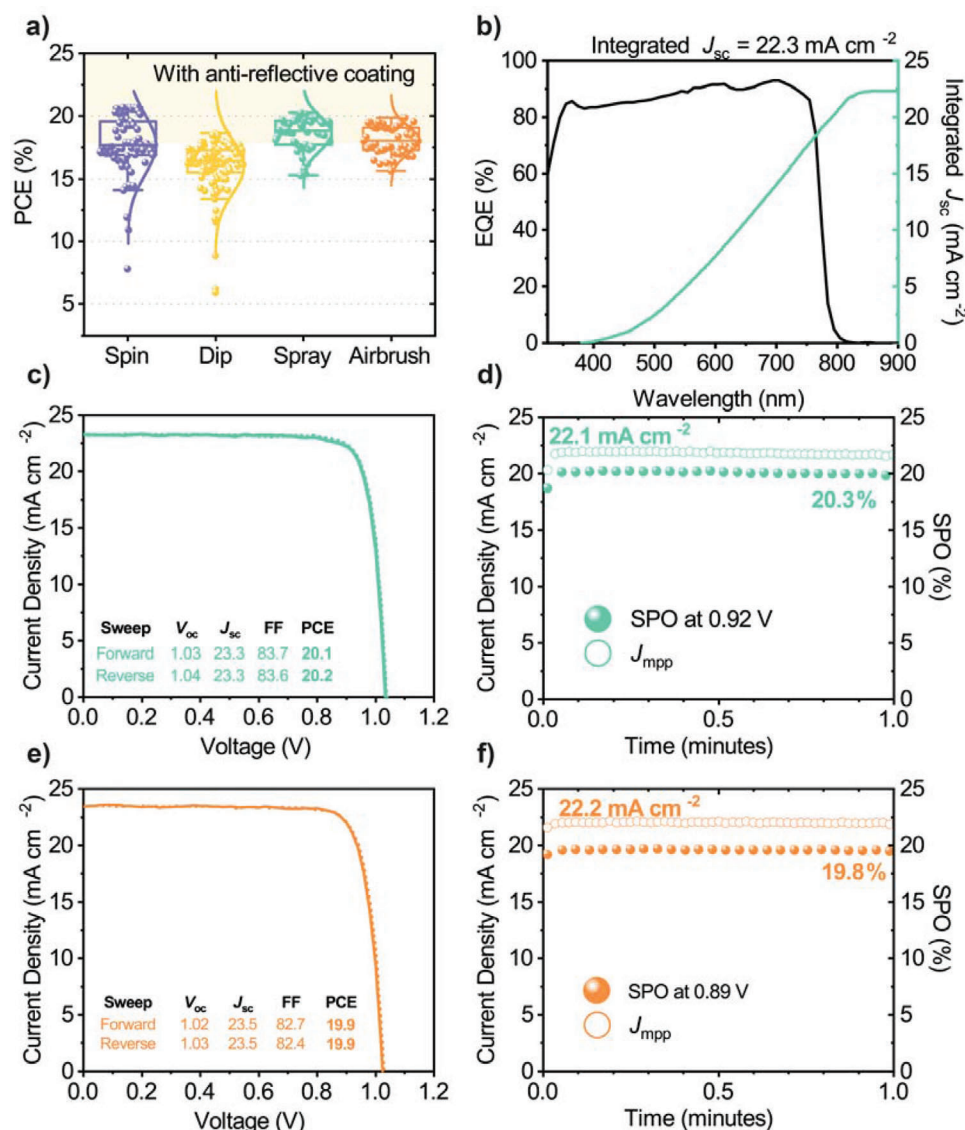 a)
With anti-reflective coating
PCE (%)
25
20
15
10
5
Spin Dip Spray Airbrush
b)
Integrated Jsc = 22.3 mA cm -2
EQE (%)
100
80
60
40
20
0
25
20
15
10
5
0
Integrated Jsc (mA cm-2)
400 500 600 700 800 900
Wavelength (nm)
c)
Current Density (mA cm -2)
25
20
15
10
5
0
Sweep Voc Jsc FF PCE
Forward 1.03 23.3 83.7 20.1
Reverse 1.04 23.3 83.6 20.2
0.0 0.2 0.4 0.6 0.8 1.0 1.2
Voltage (V)
d)
Current Density (mA cm -2)
25
20
15
10
5
0
22.1 mA cm -2
20.3%
SPO at 0.92 V
Jmpp
25
20
15
10
5
0
SPO (%)
0.0 0.5 1.0
Time (minutes)
e)
Current Density (mA cm -2)
25
20
15
10
5
0
Sweep Voc Jsc FF PCE
Forward 1.02 23.5 82.7 19.9
Reverse 1.03 23.5 82.4 19.9
0.0 0.2 0.4 0.6 0.8 1.0 1.2
Voltage (V)
f)
Current Density (mA cm -2)
25
20
15
10
5
0
22.2 mA cm -2
19.8%
SPO at 0.89 V
Jmpp
25
20
15
10
5
0
SPO (%)
0.0 0.5 1.0
Time (minutes)